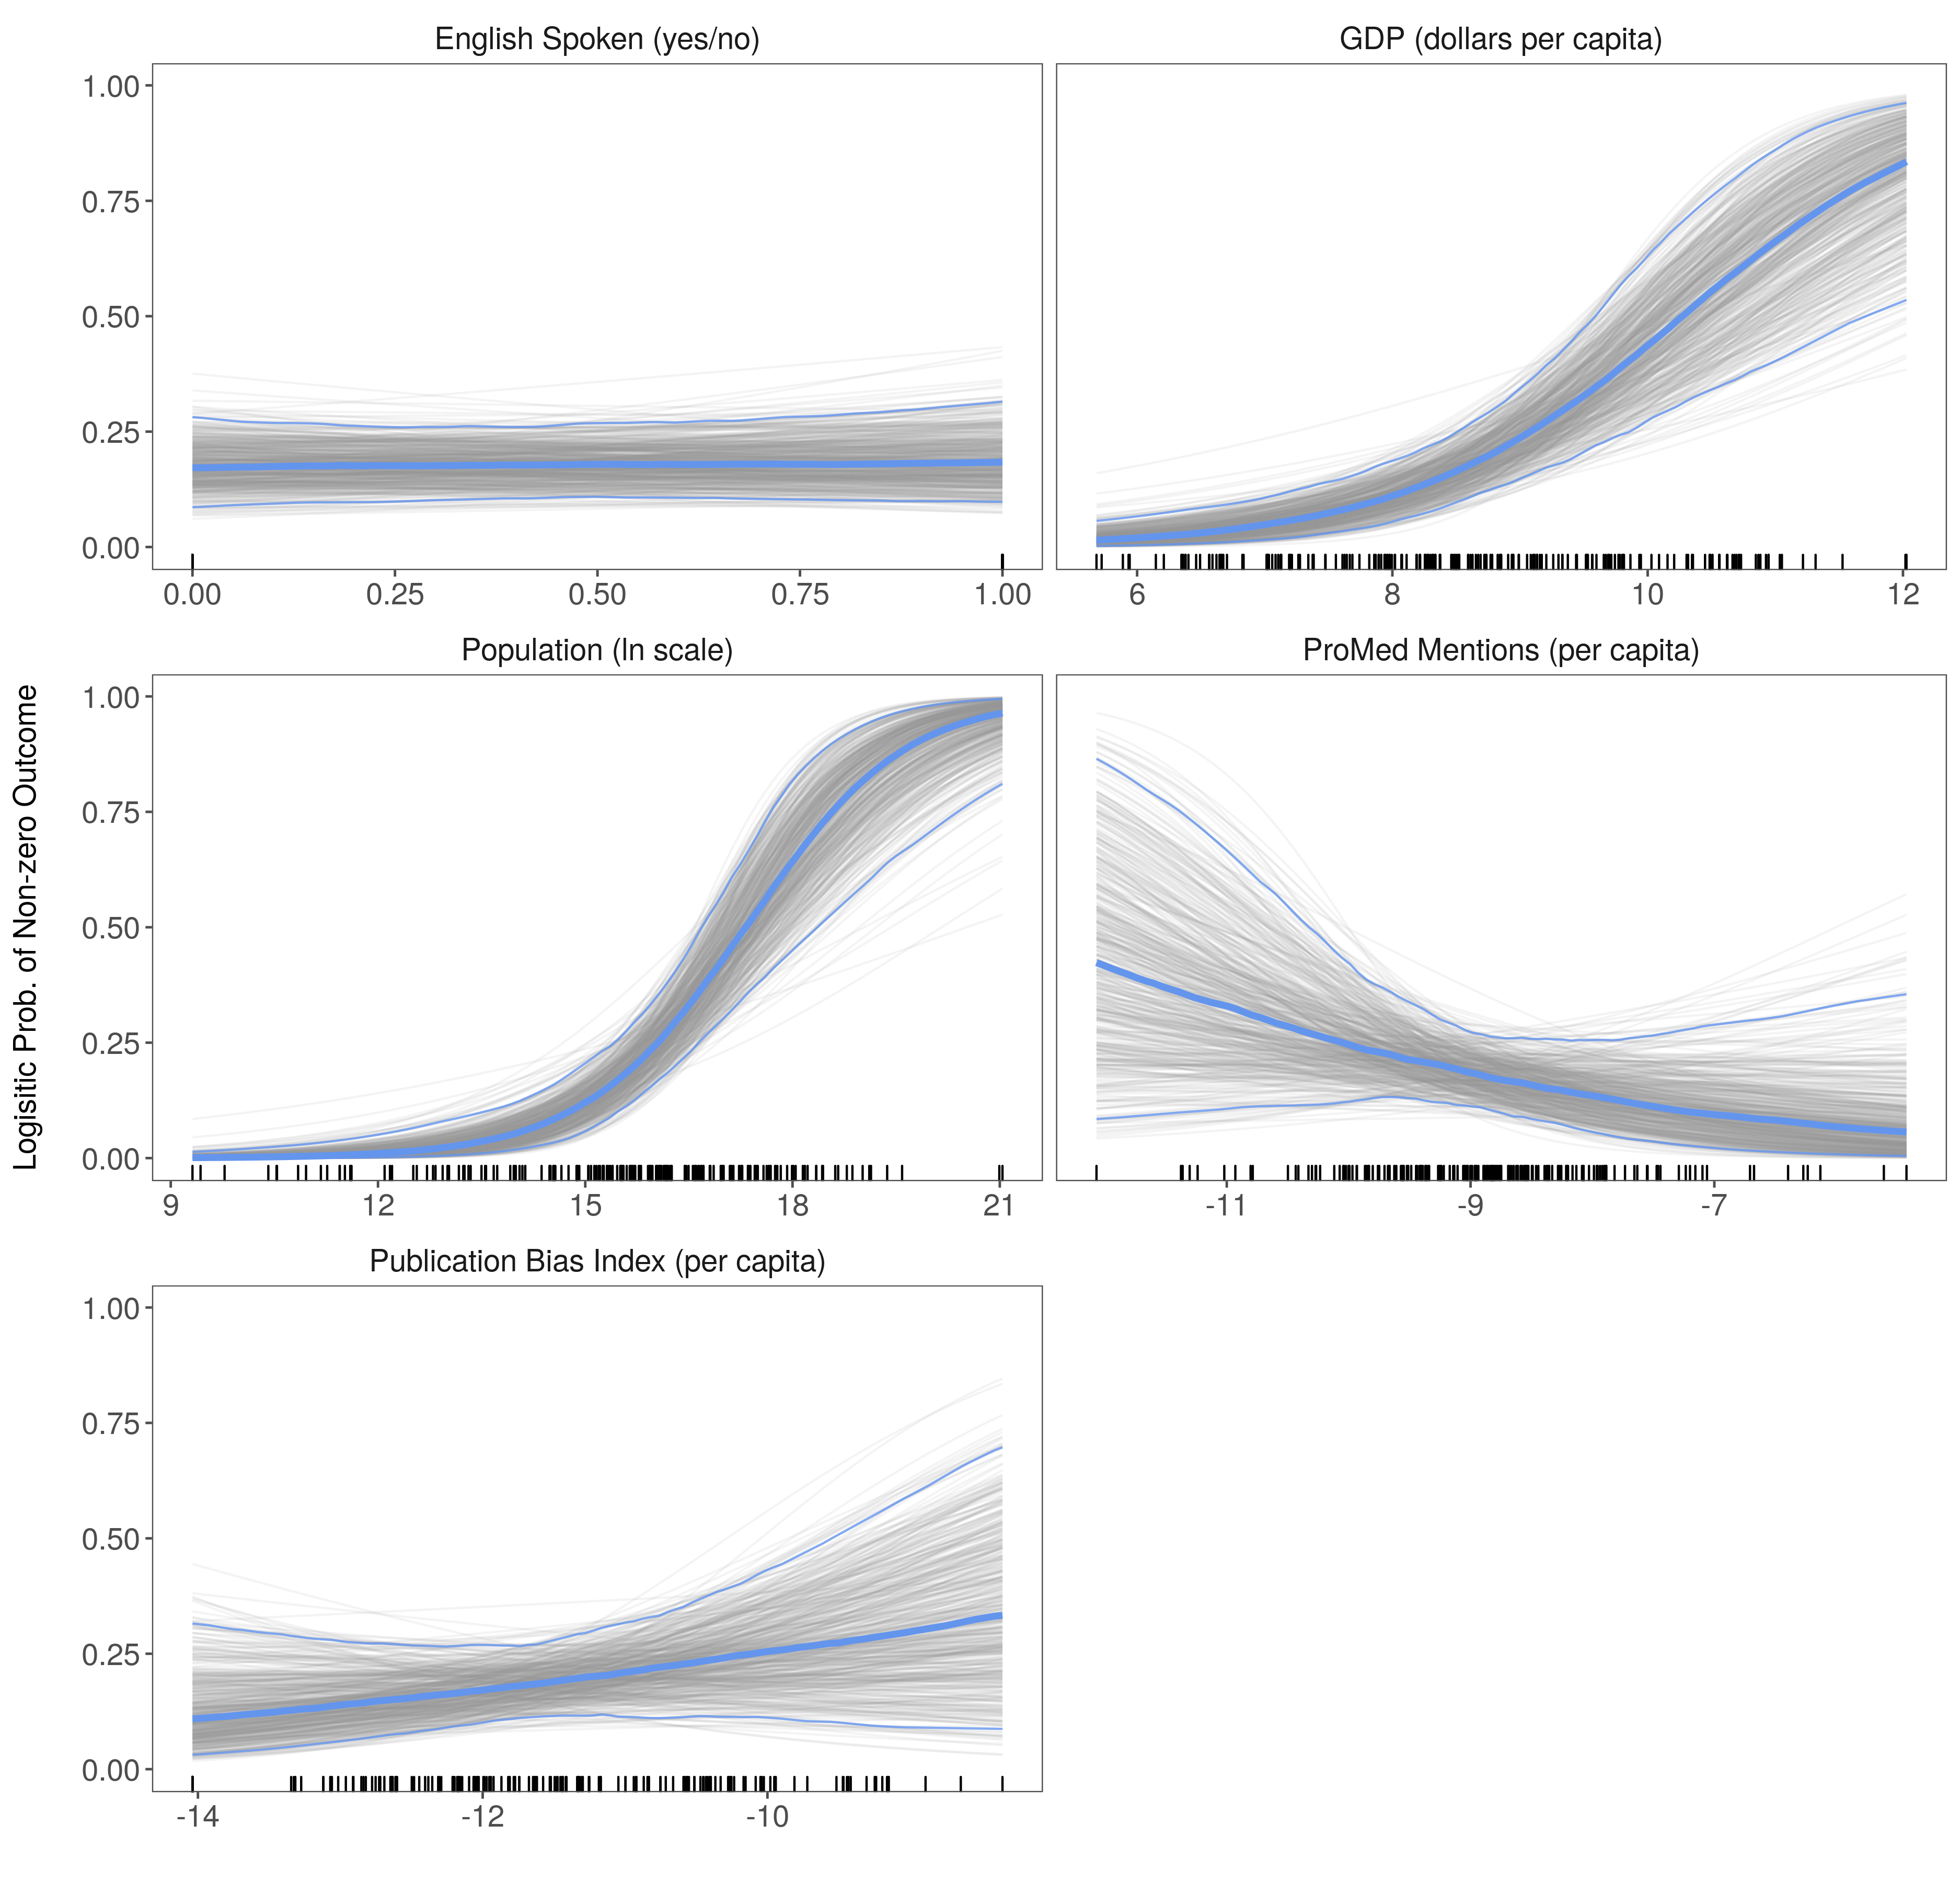 English Spoken (yes/no)
GDP (dollars per capita)
1.00
0.75
0.50
0.25
0.00
0.00 0.25 0.50 0.75 1.00
6 8 10 12
Population (ln scale)
ProMed Mentions (per capita)
Logisitic Prob. of Non-zero Outcome
1.00
0.75
0.50
0.25
0.00
9 12 15 18 21
-11 -9 -7
Publication Bias Index (per capita)
1.00
0.75
0.50
0.25
0.00
-14 -12 -10